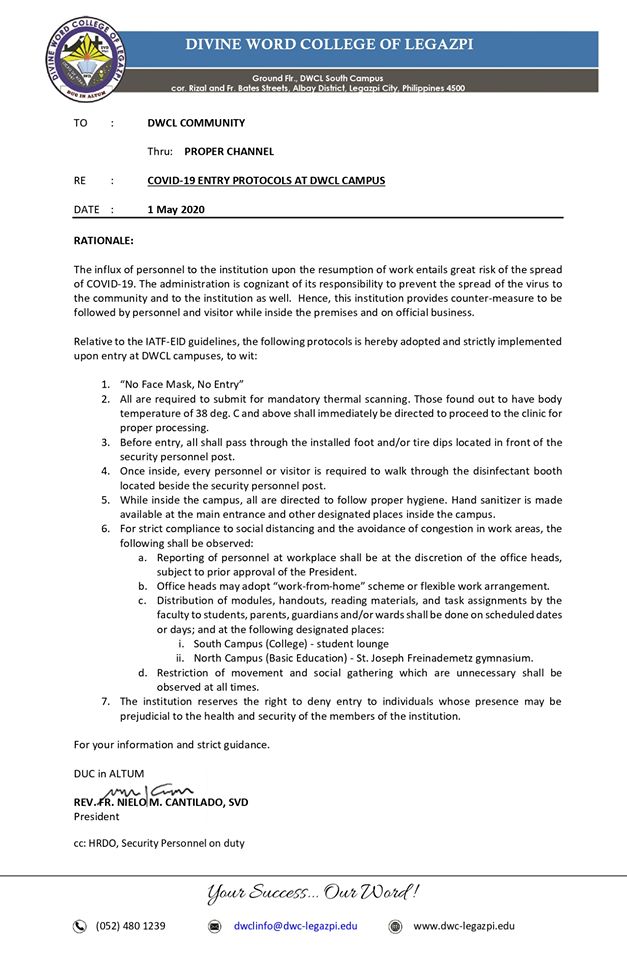 DIVINE WORD COLLEGE OF LEGAZPI
DIVINE WORD COLLEGE OF LEGAZPI
SVD
DWCL
DUC IN ALTUM
Ground Flr., DWCL South Campus
cor. Rizal and Fr. Bates Streets, Albay District, Legazpi City, Philippines 4500
TO : DWCL COMMUNITY
Thru: PROPER CHANNEL
RE : COVID-19 ENTRY PROTOCOLS AT DWCL CAMPUS
DATE : 1 May 2020
RATIONALE:
The influx of personnel to the institution upon the resumption of work entails great risk of the spread
of COVID-19. The administration is cognizant of its responsibility to prevent the spread of the virus to
the community and to the institution as well. Hence, this institution provides counter-measure to be
followed by personnel and visitor while inside the premises and on official business.
Relative to the IATF-EID guidelines, the following protocols is hereby adopted and strictly implemented
upon entry at DWCL campuses, to wit:
1. “No Face Mask, No Entry”
2. All are required to submit for mandatory thermal scanning. Those found out to have body
temperature of 38 deg. C and above shall immediately be directed to proceed to the clinic for
proper processing.
3. Before entry, all shall pass through the installed foot and/or tire dips located in front of the
security personnel post.
4. Once inside, every personnel or visitor is required to walk through the disinfectant booth
located beside the security personnel post.
5. While inside the campus, all are directed to follow proper hygiene. Hand sanitizer is made
available at the main entrance and other designated places inside the campus.
6. For strict compliance to social distancing and the avoidance of congestion in work areas, the
following shall be observed:
a. Reporting of personnel at workplace shall be at the discretion of the office heads,
subject to prior approval of the President.
b. Office heads may adopt “work-from-home” scheme or flexible work arrangement.
c. Distribution of modules, handouts, reading materials, and task assignments by the
faculty to students, parents, guardians and/or wards shall be done on scheduled dates
or days; and at the following designated places:
i. South Campus (College) - student lounge
ii. North Campus (Basic Education) - St. Joseph Freinademetz gymnasium.
d. Restriction of movement and social gathering which are unnecessary shall be
observed at all times.
7. The institution reserves the right to deny entry to individuals whose presence may be
prejudicial to the health and security of the members of the institution.
For your information and strict guidance.
DUC in ALTUM
REV. FR. NIELO M. CANTILADO, SVD
President
cc: HRDO, Security Personnel on duty
Your Success... Our Word!
(052) 480 1239 dwclinfo@dwc-legazpi.edu www.dwc-legazpi.edu